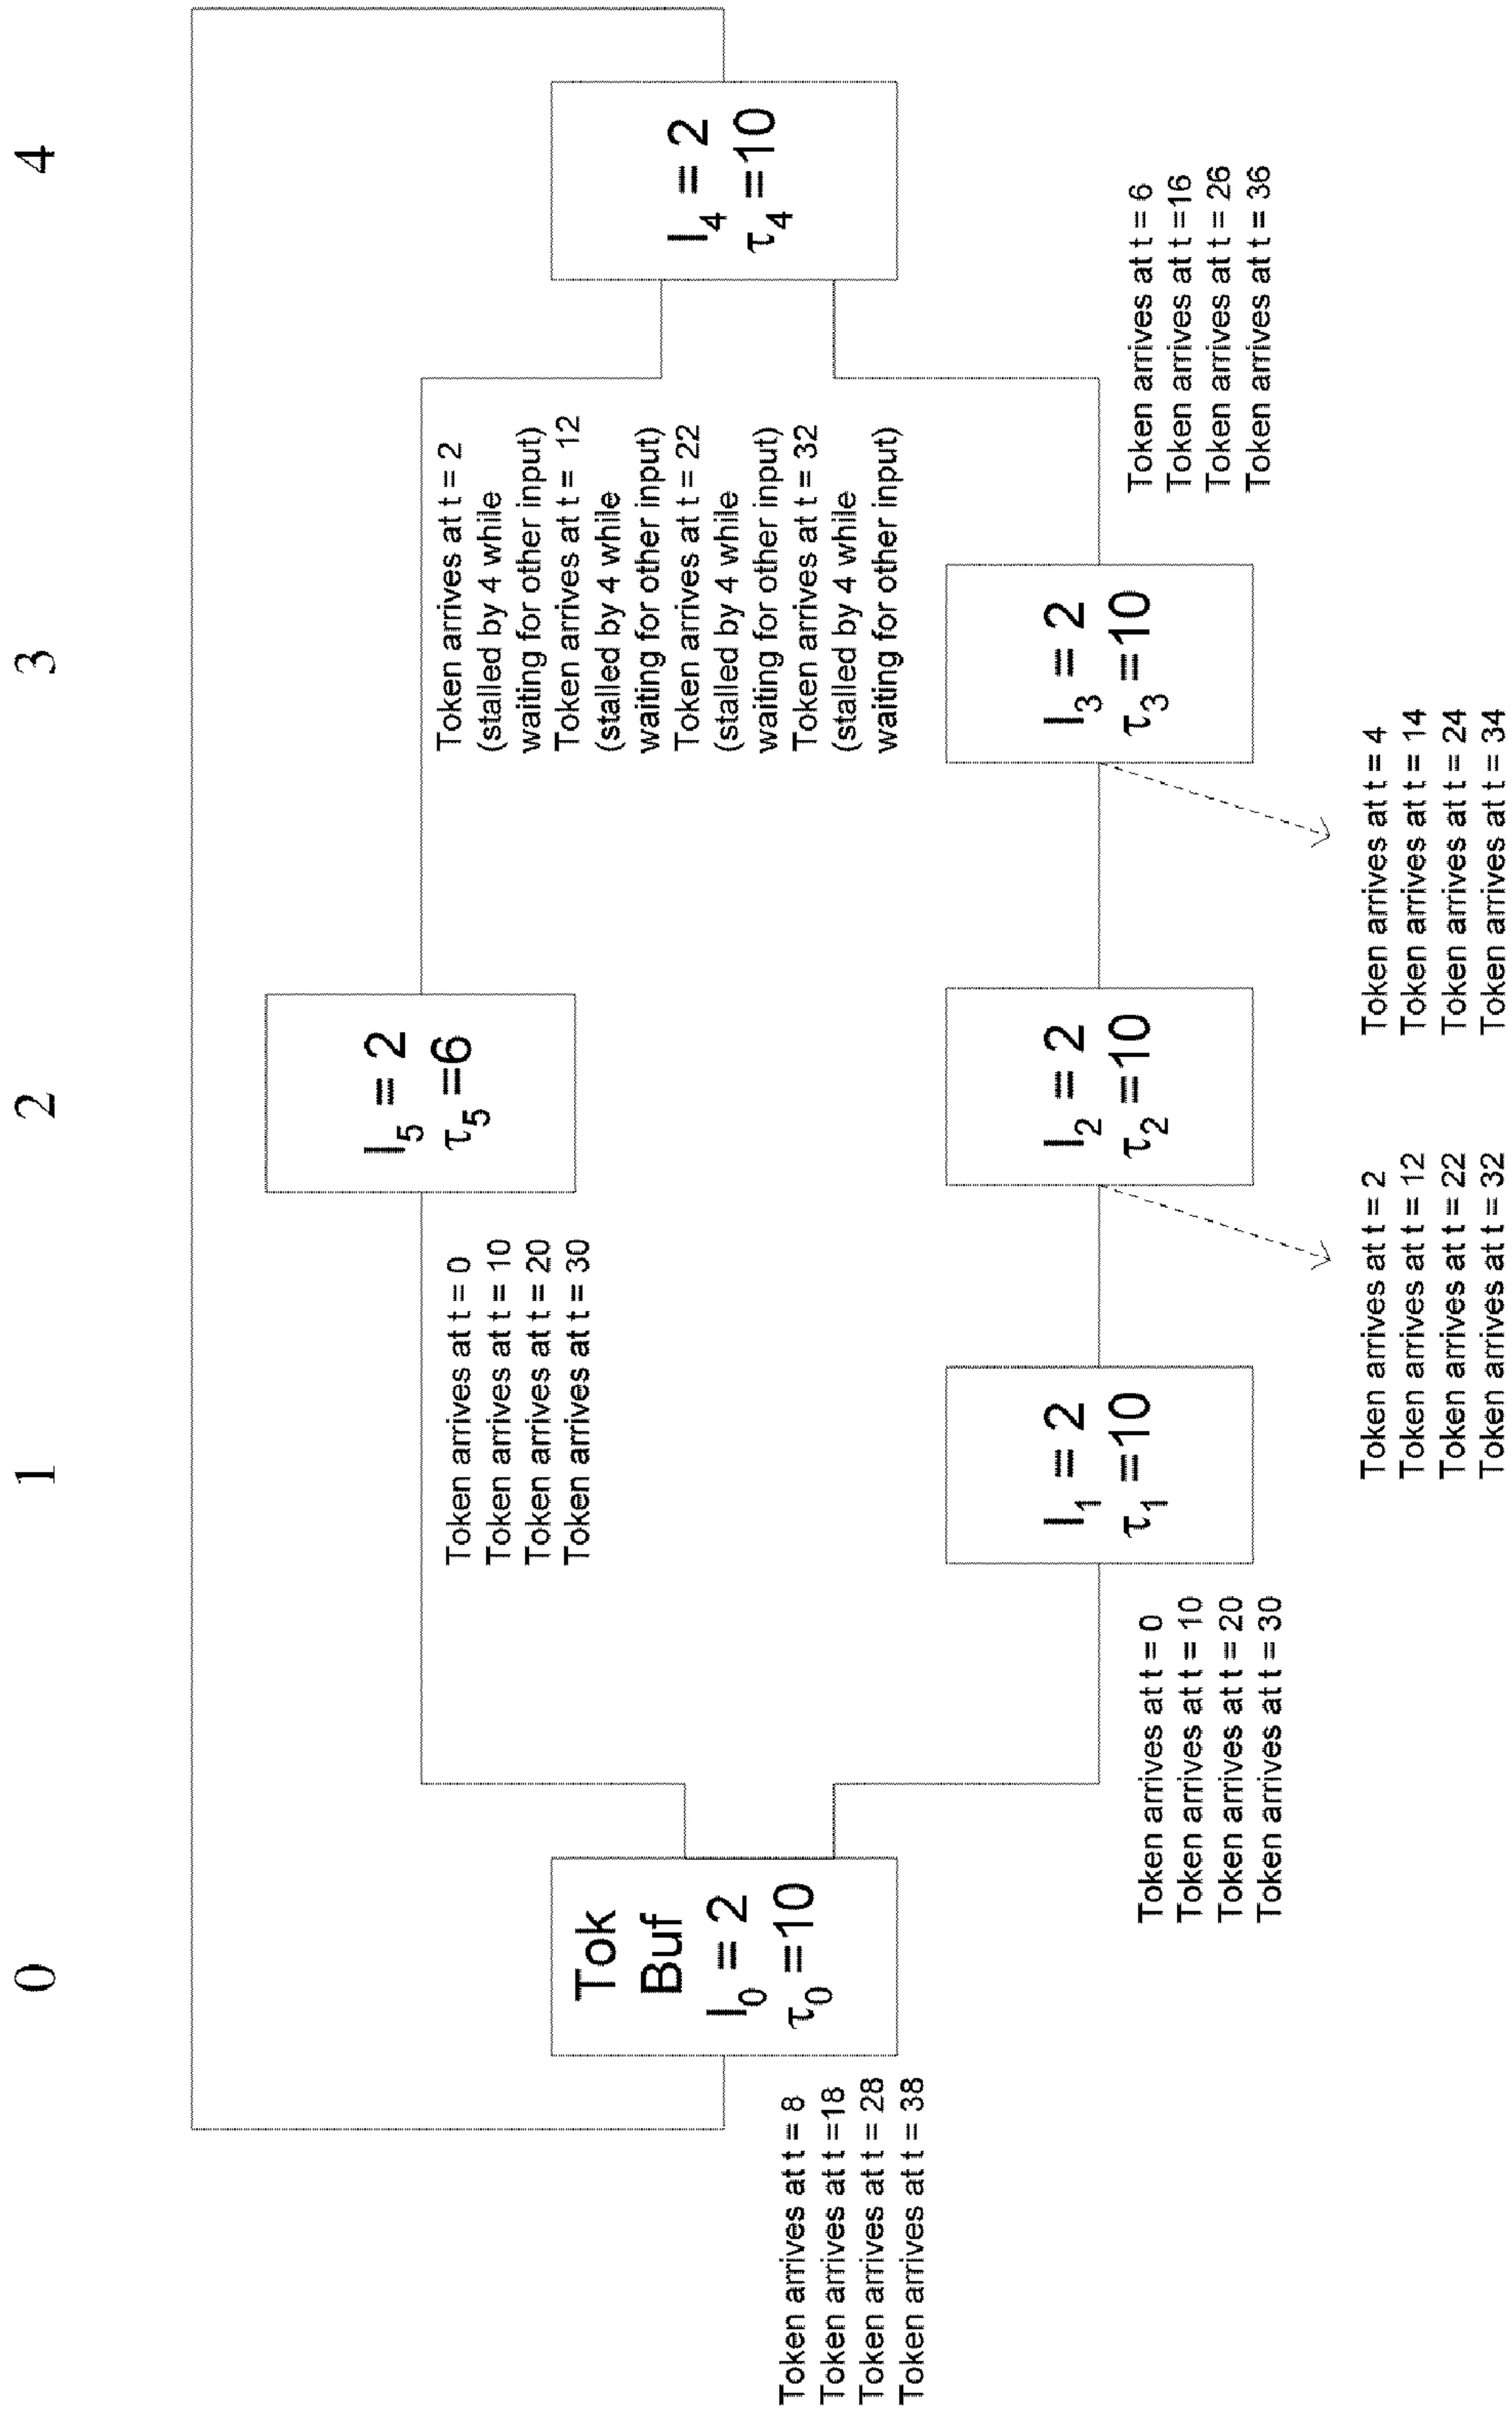 0
1
2
3
4
Tok
Buf
l₀ = 2
τ₀ =10
Token arrives at t = 8
Token arrives at t =18
Token arrives at t = 28
Token arrives at t = 38
Token arrives at t = 0
Token arrives at t = 10
Token arrives at t = 20
Token arrives at t = 30
l₅ = 2
τ₅ =6
Token arrives at t = 2
(stalled by 4 while
waiting for other input)
Token arrives at t = 12
(stalled by 4 while
waiting for other input)
Token arrives at t = 22
(stalled by 4 while
waiting for other input)
Token arrives at t = 32
(stalled by 4 while
waiting for other input)
l₄ = 2
τ₄ =10
Token arrives at t = 0
Token arrives at t = 10
Token arrives at t = 20
Token arrives at t = 30
l₁ = 2
τ₁ =10
Token arrives at t = 2
Token arrives at t = 12
Token arrives at t = 22
Token arrives at t = 32
l₂ = 2
τ₂ =10
Token arrives at t = 4
Token arrives at t = 14
Token arrives at t = 24
Token arrives at t = 34
l₃ = 2
τ₃ =10
Token arrives at t = 6
Token arrives at t =16
Token arrives at t = 26
Token arrives at t = 36